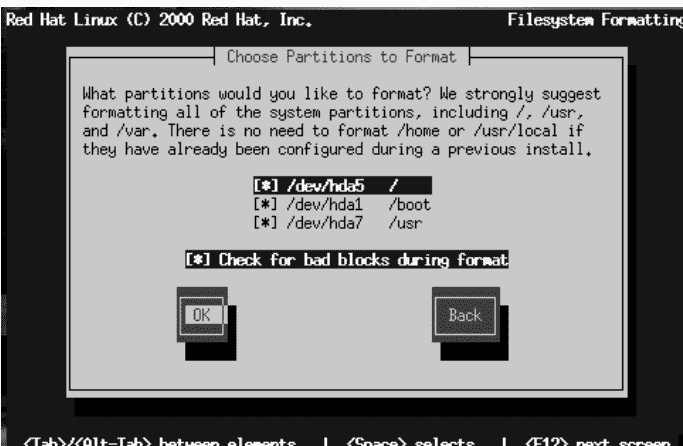 Red Hat Linux (C) 2000 Red Hat, Inc. Filesystem Formatting
Choose Partitions to Format
What partitions would you like to format? We strongly suggest
formatting all of the system partitions, including /, /usr,
and /var. There is no need to format /home or /usr/local if
they have already been configured during a previous install.
[*] /dev/hda5 /
[*] /dev/hda1 /boot
[*] /dev/hda7 /usr
[*] Check for bad blocks during format
OK Back
<Tab>/<Alt-Tab> between elements | <Space> selects | <F12> next screen